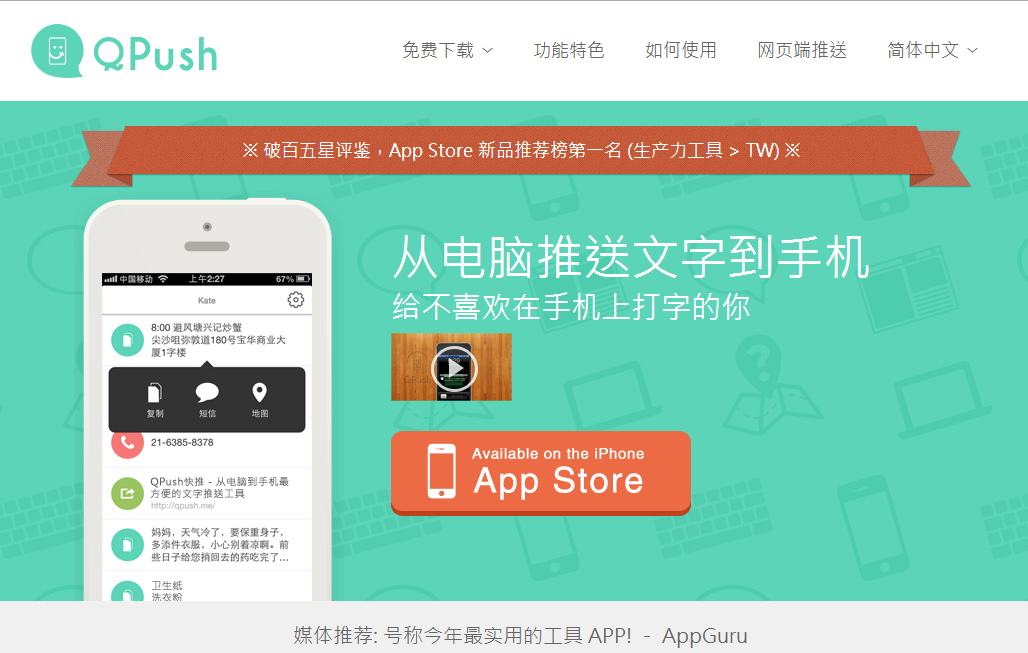 QPush
免费下载
功能特色
如何使用
网页端推送
简体中文
※ 破百五星评鉴，App Store 新品推荐榜第一名 (生产力工具 > TW) ※
从电脑推送文字到手机
给不喜欢在手机上打字的你
QPush
Available on the iPhone
App Store
中国移动 上午2:27 67%
Kate
8:00 避风塘兴记炒蟹
尖沙咀弥敦道180号宝华商业大
厦1字楼
复制 短信 地图
21-6385-8378
QPush快推 - 从电脑到手机最
方便的文字推送工具
http://qpush.me/
妈妈，天气冷了，要保重身子，
多添件衣服，小心别着凉啊。前
些日子给您捎回去的药吃完了...
卫生纸
洗衣粉
媒体推荐: 号称今年最实用的工具 APP! - AppGuru